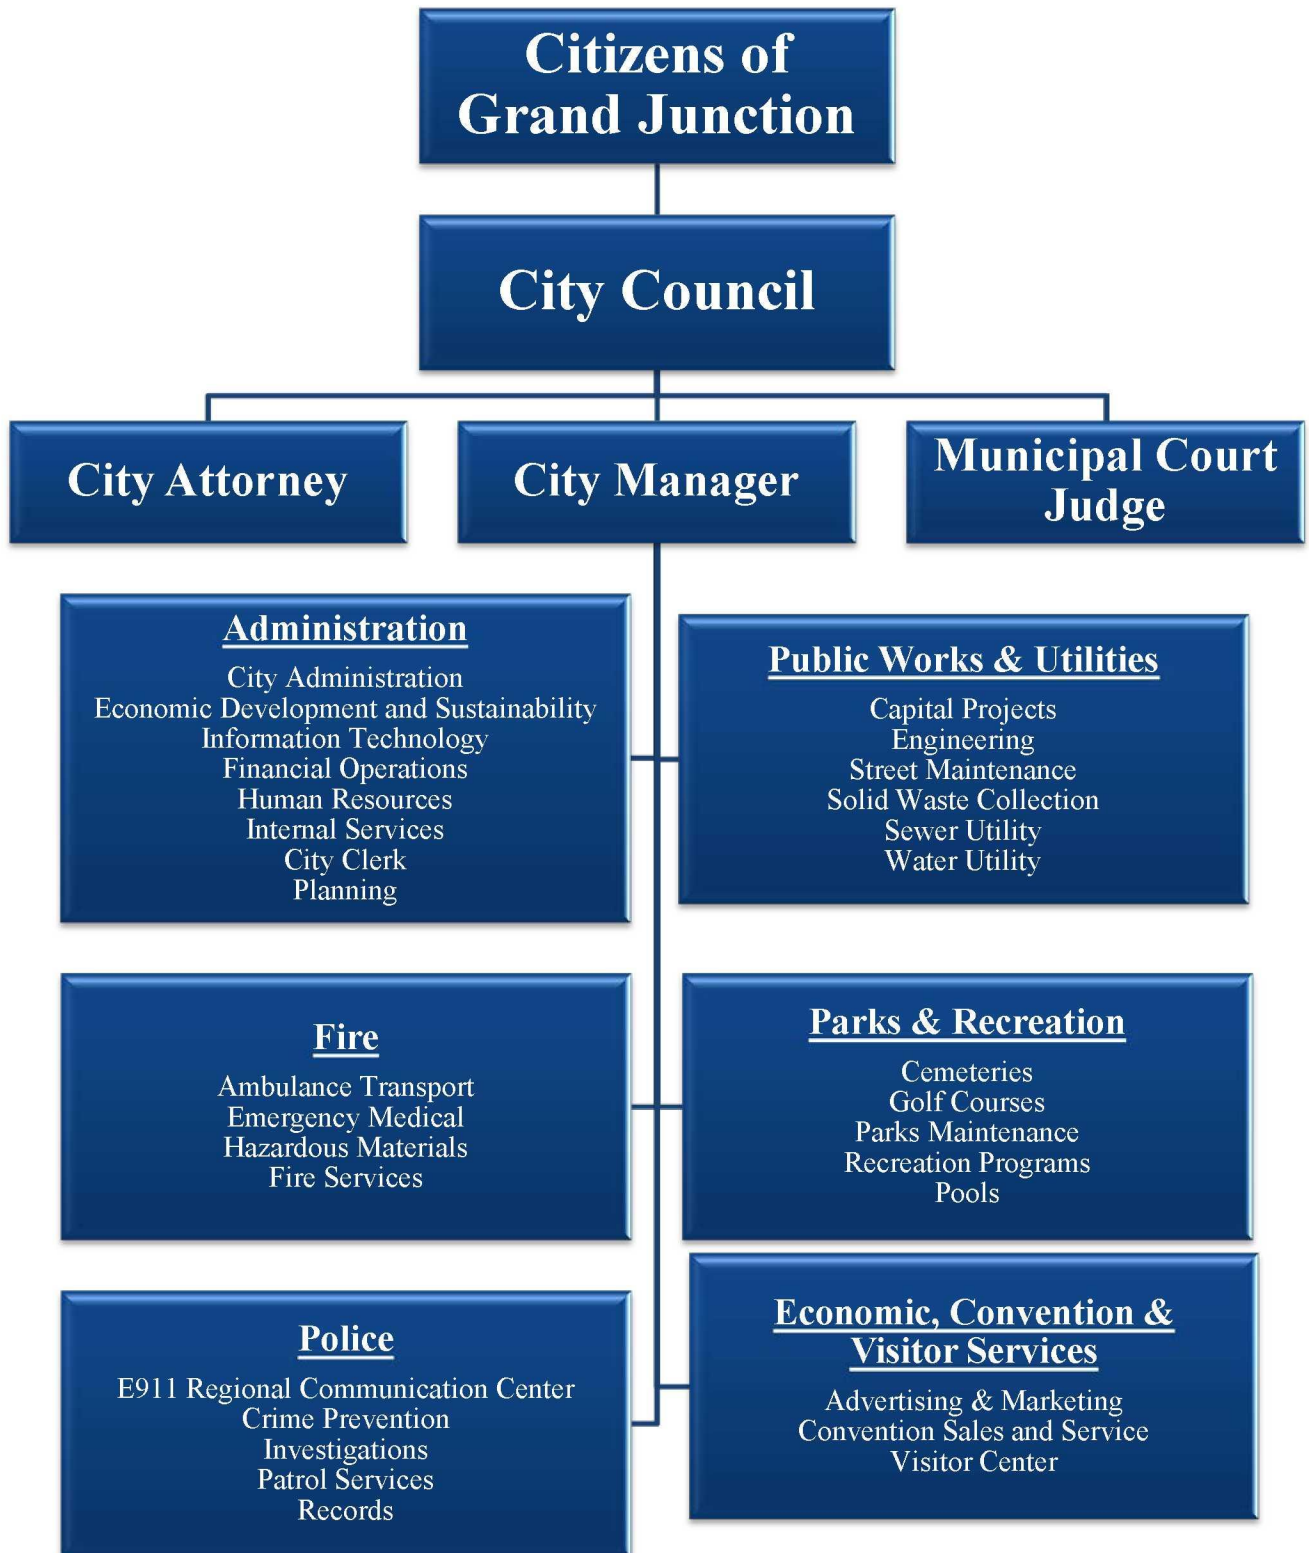 Citizens of
Grand Junction
City Council
City Attorney
City Manager
Municipal Court
Judge
Administration
City Administration
Economic Development and Sustainability
Information Technology
Financial Operations
Human Resources
Internal Services
City Clerk
Planning
Public Works & Utilities
Capital Projects
Engineering
Street Maintenance
Solid Waste Collection
Sewer Utility
Water Utility
Fire
Ambulance Transport
Emergency Medical
Hazardous Materials
Fire Services
Parks & Recreation
Cemeteries
Golf Courses
Parks Maintenance
Recreation Programs
Pools
Police
E911 Regional Communication Center
Crime Prevention
Investigations
Patrol Services
Records
Economic, Convention &
Visitor Services
Advertising & Marketing
Convention Sales and Service
Visitor Center